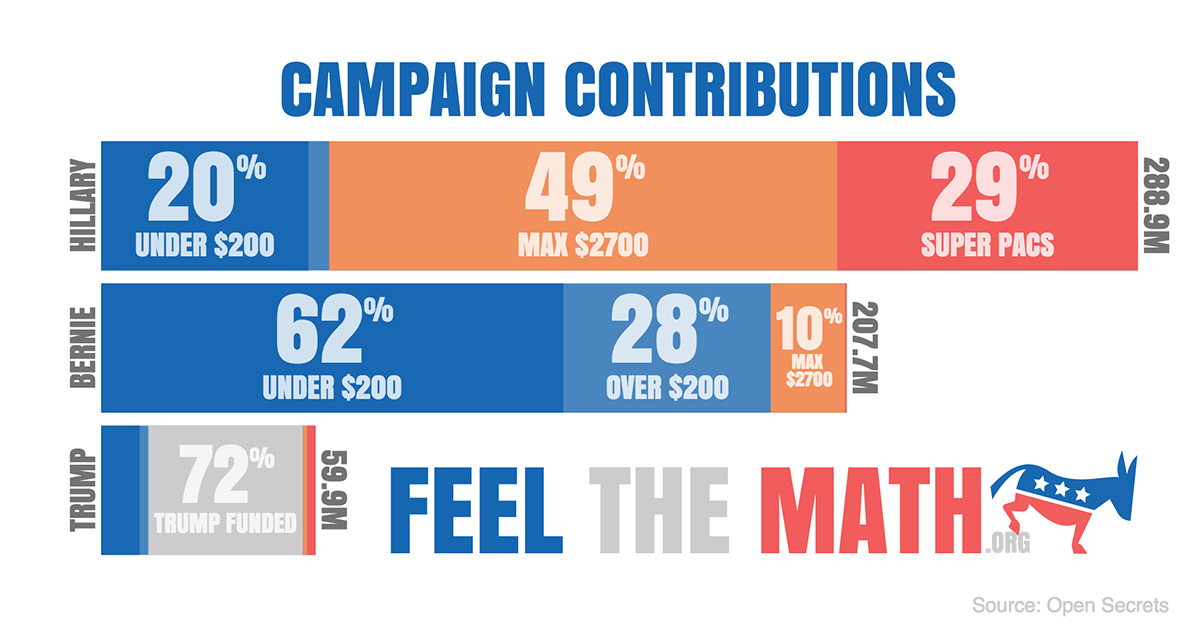 CAMPAIGN CONTRIBUTIONS
HILLARY
20%
UNDER $200
49%
MAX $2700
29%
SUPER PACS
288.9M
BERNIE
62%
UNDER $200
28%
OVER $200
10%
MAX
$2700
207.7M
TRUMP
72%
TRUMP FUNDED
59.9M
FEEL THE MATH.ORG
Source: Open Secrets